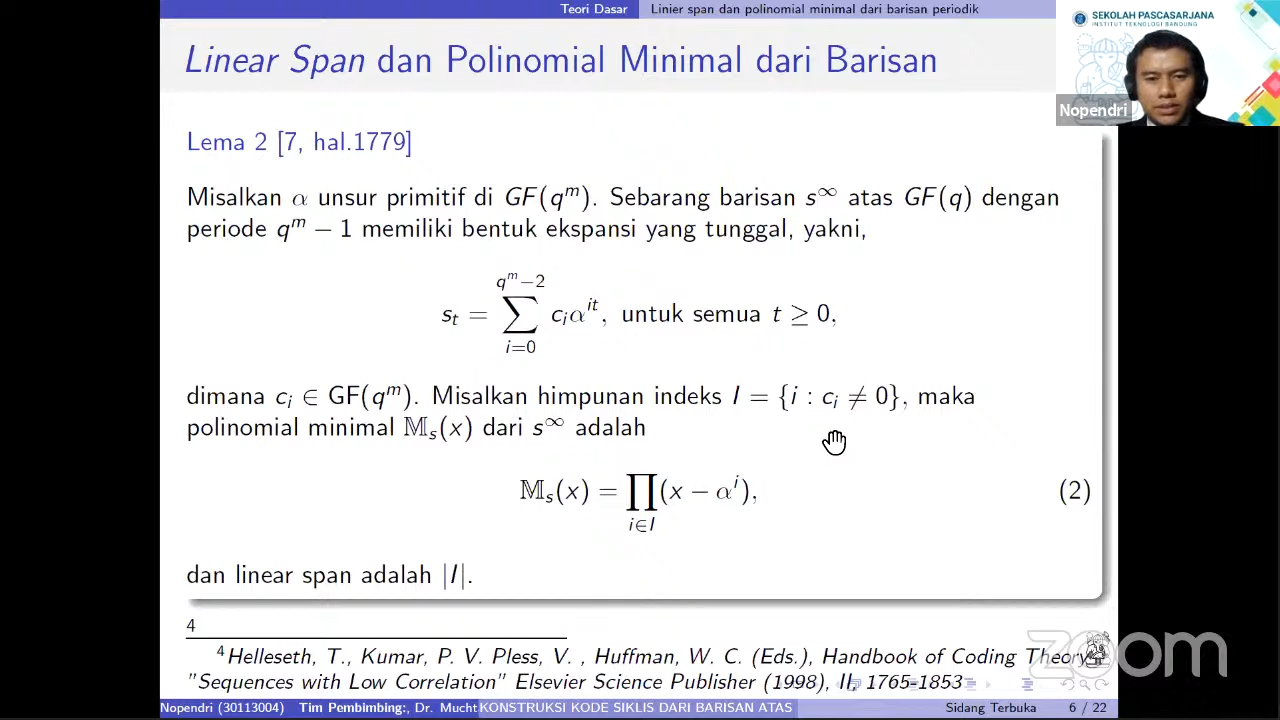 Teori Dasar
Linier span dan polinomial minimal dari barisan periodik
SEKOLAH PASCASARJANA
INSTITUT TEKNOLOGI BANDUNG
Linear Span dan Polinomial Minimal dari Barisan
Nopendri
Lema 2 [7, hal.1779]
Misalkan α unsur primitif di GF(q^m). Sebarang barisan s^∞ atas GF(q) dengan
periode q^m − 1 memiliki bentuk ekspansi yang tunggal, yakni,
s_t = ∑_{i=0}^{q^m−2} c_i α^{it}, untuk semua t ≥ 0,
dimana c_i ∈ GF(q^m). Misalkan himpunan indeks I = {i : c_i ≠ 0}, maka
polinomial minimal 𝕄_s(x) dari s^∞ adalah
𝕄_s(x) = ∏_{i∈I}(x − α^i), (2)
dan linear span adalah |I|.
4
⁴Helleseth, T., Kumar, P. V. Pless, V. , Huffman, W. C. (Eds.), Handbook of Coding Theory,
"Sequences with Low Correlation" Elsevier Science Publisher (1998), II, 1765-1853
zoom
Nopendri (30113004) Tim Pembimbing:, Dr. Mucht KONSTRUKSI KODE SIKLIS DARI BARISAN ATAS
Sidang Terbuka
6 / 22